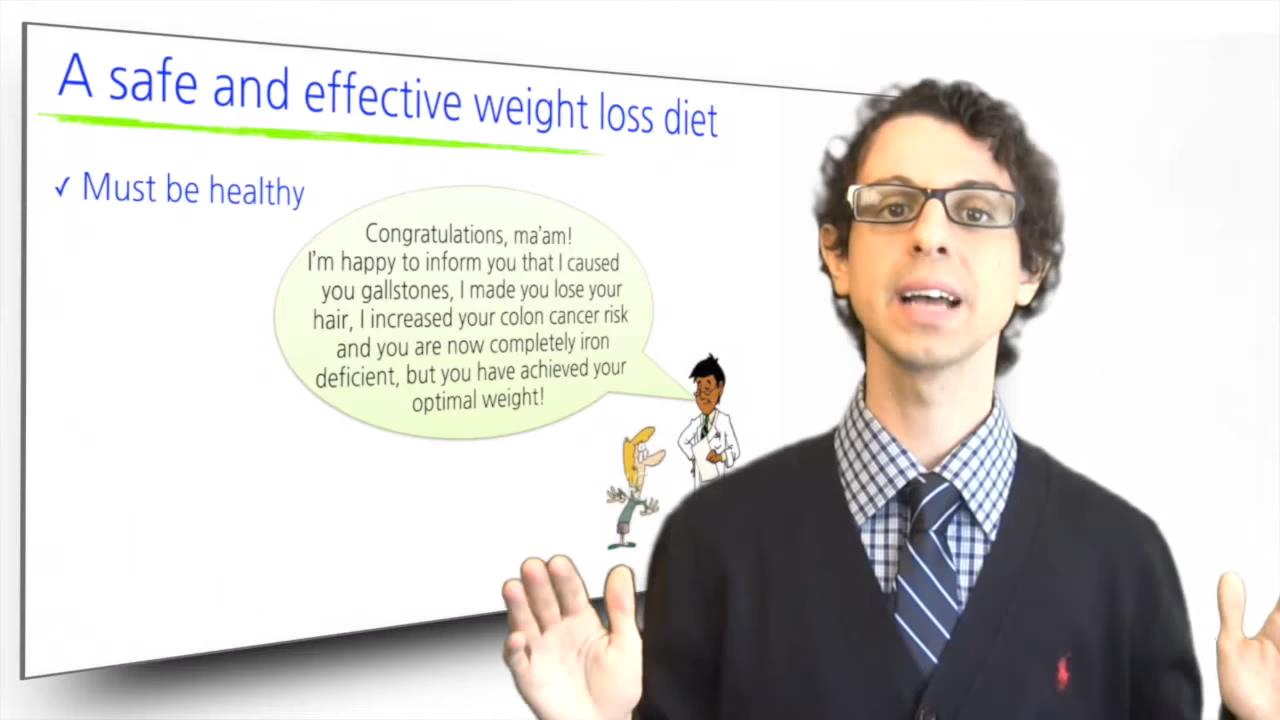 A safe and effective weight loss diet
✓ Must be healthy
Congratulations, ma'am!
I'm happy to inform you that I caused
you gallstones, I made you lose your
hair, I increased your colon cancer risk
and you are now completely iron
deficient, but you have achieved your
optimal weight!